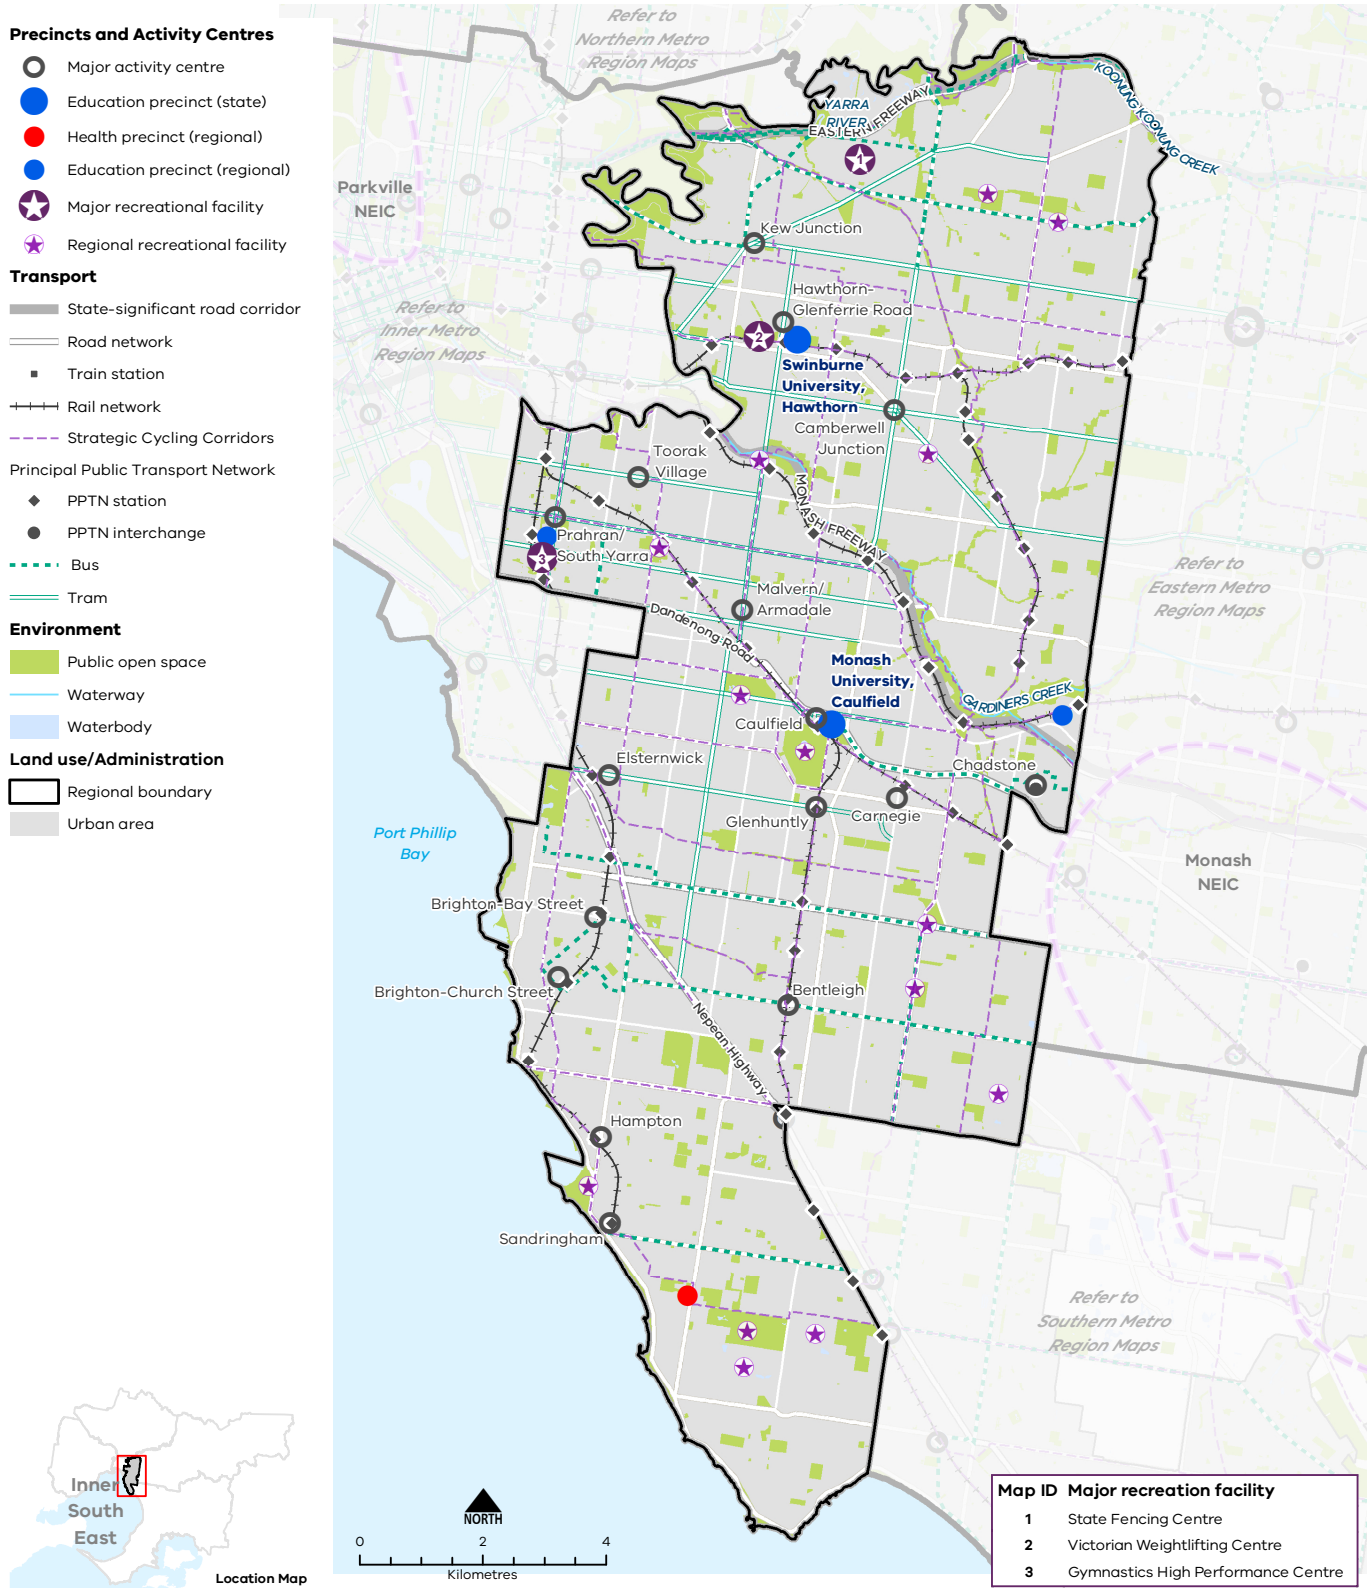 Precincts and Activity Centres
Major activity centre
Education precinct (state)
Health precinct (regional)
Education precinct (regional)
Major recreational facility
Regional recreational facility
Transport
State-significant road corridor
Road network
Train station
Rail network
Strategic Cycling Corridors
Principal Public Transport Network
PPTN station
PPTN interchange
Bus
Tram
Environment
Public open space
Waterway
Waterbody
Land use/Administration
Regional boundary
Urban area
Refer to
Northern Metro
Region Maps
KOONUNG KOONUNG CREEK
YARRA
RIVER
EASTERN FREEWAY
1
Parkville
NEIC
Kew Junction
Refer to
Inner Metro
Region Maps
Hawthorn-
Glenferrie Road
2
Swinburne
University,
Hawthorn
Camberwell
Junction
Toorak
Village
MONASH FREEWAY
Prahran/
South Yarra
3
Refer to
Eastern Metro
Region Maps
Malvern/
Armadale
Dandenong Road
Monash
University,
Caulfield
GARDINERS CREEK
Caulfield
Elsternwick
Chadstone
Glenhuntly
Carnegie
Port Phillip
Bay
Monash
NEIC
Brighton-Bay Street
Brighton-Church Street
Bentleigh
Nepean Highway
Hampton
Sandringham
Refer to
Southern Metro
Region Maps
Inner
South
East
Location Map
NORTH
0 2 4
Kilometres
Map ID Major recreation facility
1 State Fencing Centre
2 Victorian Weightlifting Centre
3 Gymnastics High Performance Centre